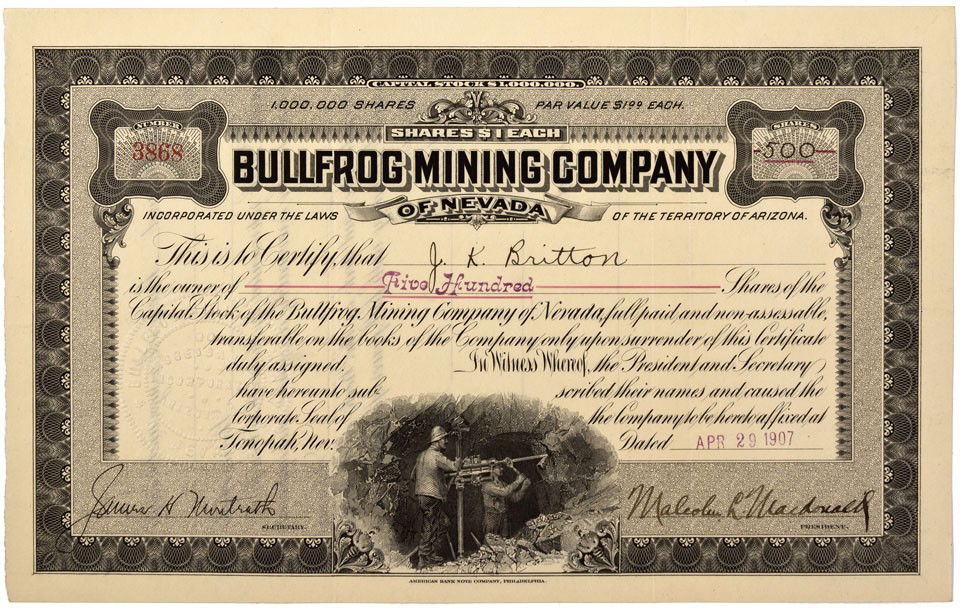 CAPITAL STOCK $1,000,000.
1,000,000 SHARES PAR VALUE $1.00 EACH.
NUMBER
3868
SHARES $1 EACH
SHARES
500
BULLFROG MINING COMPANY
OF NEVADA
INCORPORATED UNDER THE LAWS OF THE TERRITORY OF ARIZONA.
This is to Certify, that J. K. Britton
is the owner of Five Hundred Shares of the
Capital Stock of the Bullfrog Mining Company of Nevada, full paid and non-assessable,
transferable on the books of the Company only upon surrender of this Certificate
duly assigned. In Witness Whereof, the President and Secretary
have hereunto subscribed their names and caused the
Corporate Seal of the Company to be hereto affixed at
Tonopah, Nev. Dated APR 29 1907
James H
SECRETARY.
Malcolm L Macdonald
PRESIDENT.
AMERICAN BANK NOTE COMPANY, PHILADELPHIA.